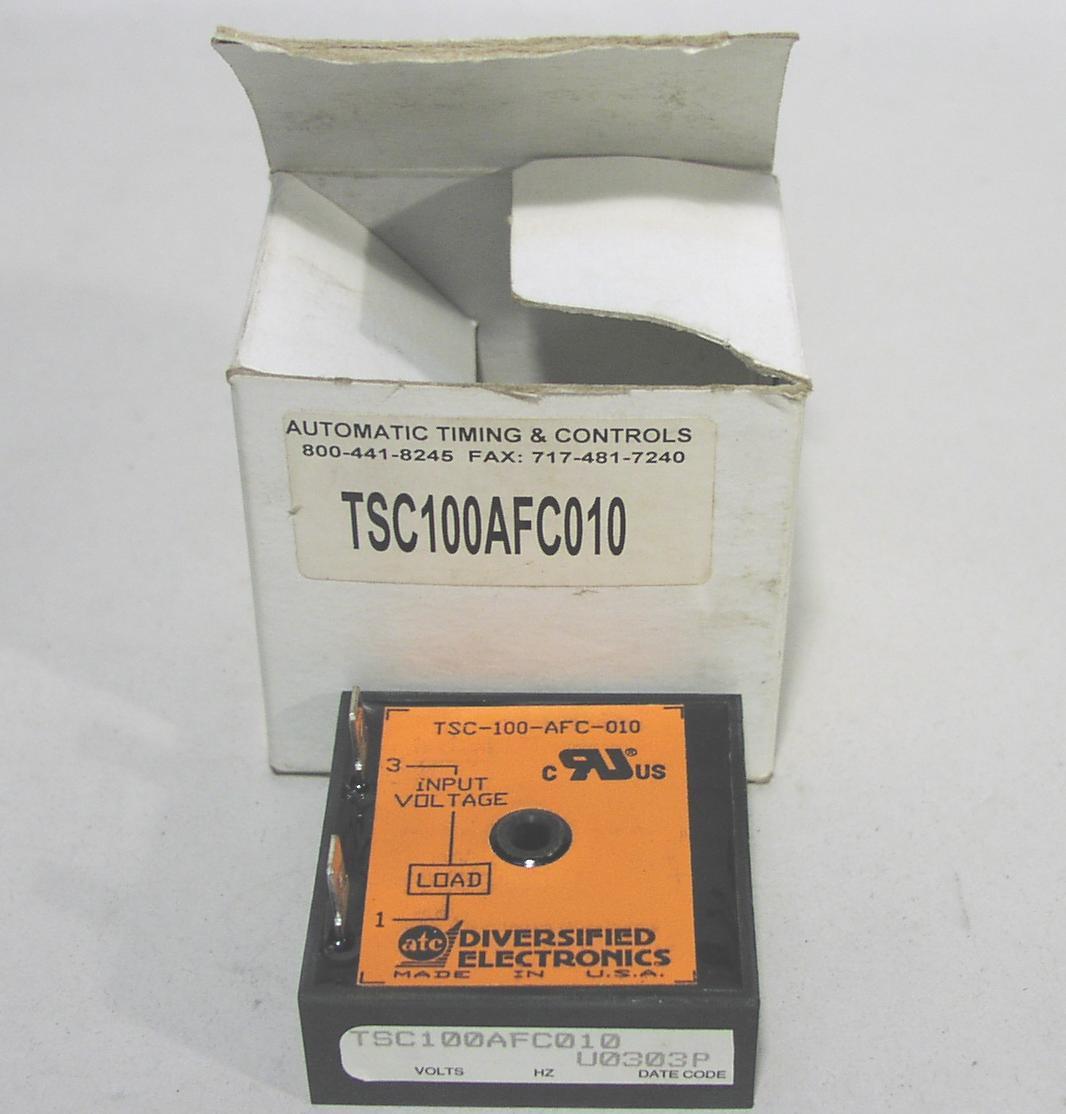 AUTOMATIC TIMING & CONTROLS
800-441-8245 FAX: 717-481-7240
TSC100AFC010
TSC-100-AFC-010
c RU® US
3
INPUT
VOLTAGE
LOAD
1
atc DIVERSIFIED
ELECTRONICS
MADE IN U.S.A.
TSC100AFC010
U0303P
VOLTS HZ DATE CODE